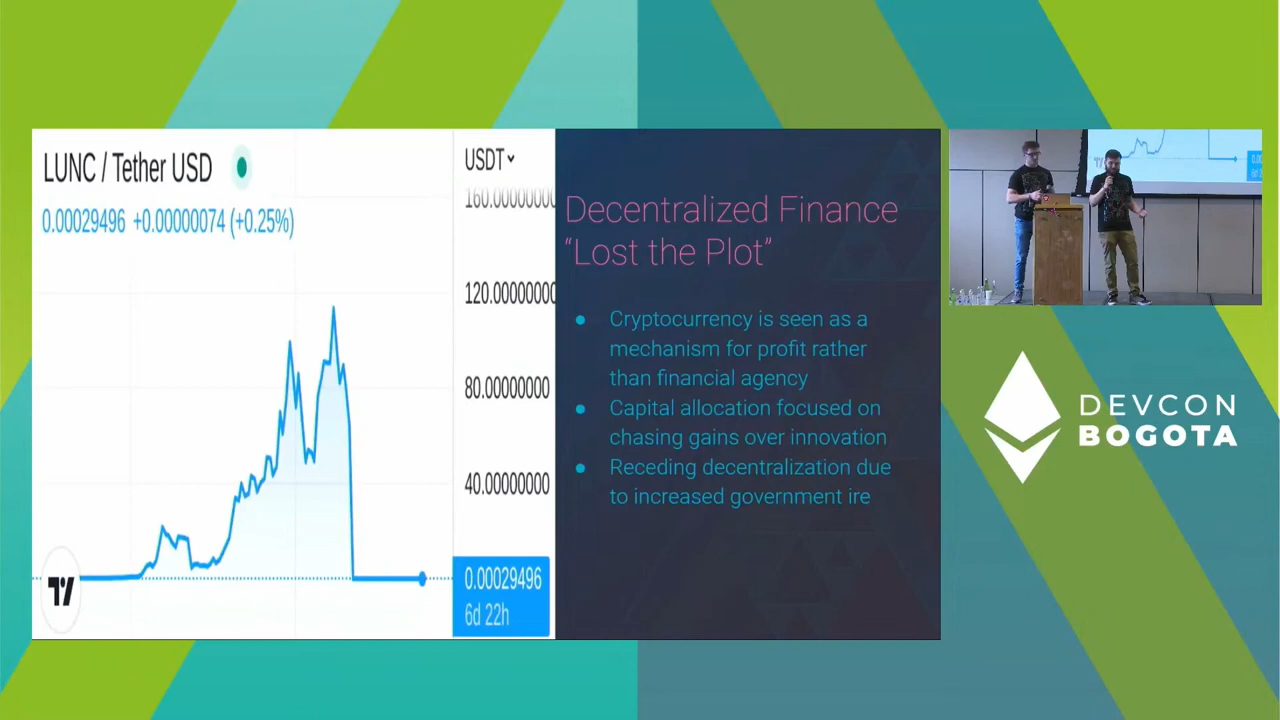 LUNC / Tether USD
0.00029496 +0.00000074 (+0.25%)
USDT
160.00000000
120.00000000
80.00000000
40.00000000
0.00029496
6d 22h
Decentralized Finance
“Lost the Plot”
● Cryptocurrency is seen as a
mechanism for profit rather
than financial agency
● Capital allocation focused on
chasing gains over innovation
● Receding decentralization due
to increased government ire
DEVCON
BOGOTA